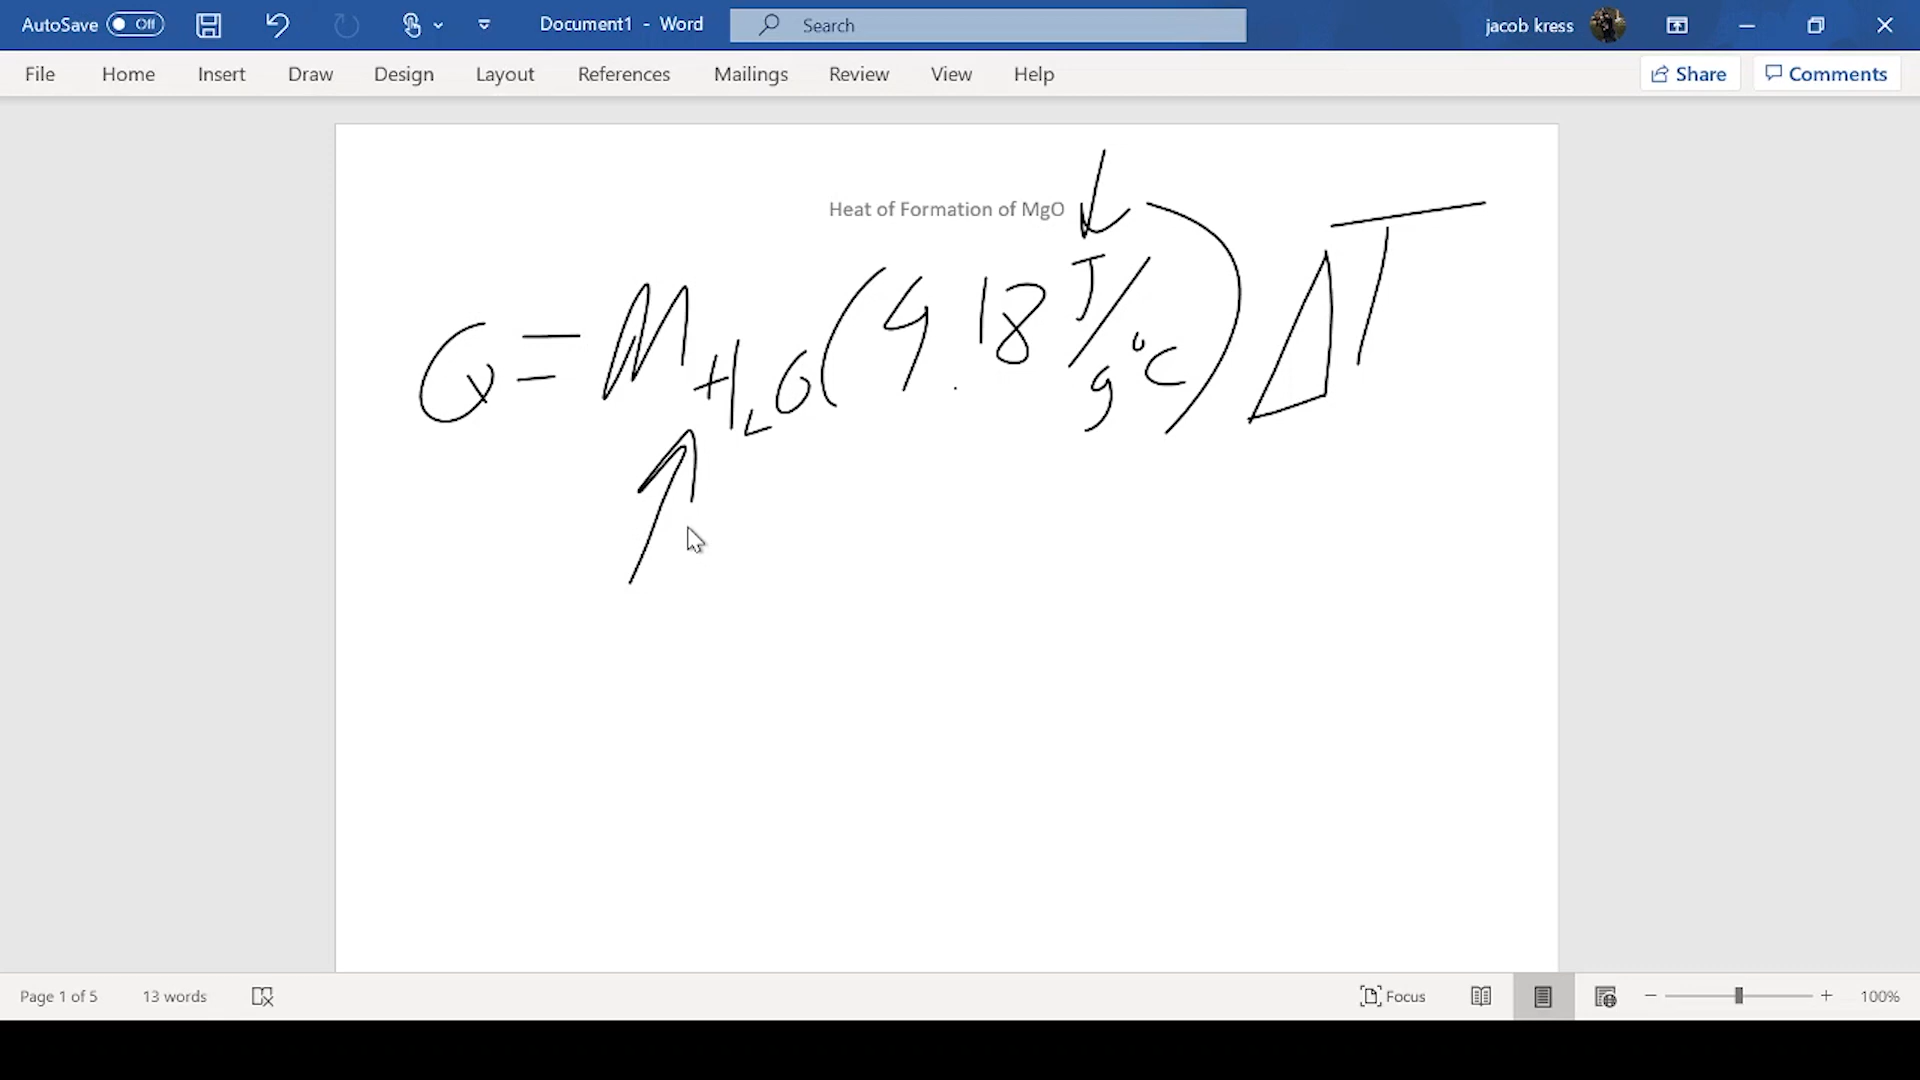 AutoSave Off Document1 - Word Search jacob kress
File Home Insert Draw Design Layout References Mailings Review View Help Share Comments
Heat of Formation of MgO
Q = M H2O (4.18 J/g°C) ΔT
Page 1 of 5 13 words Focus 100%